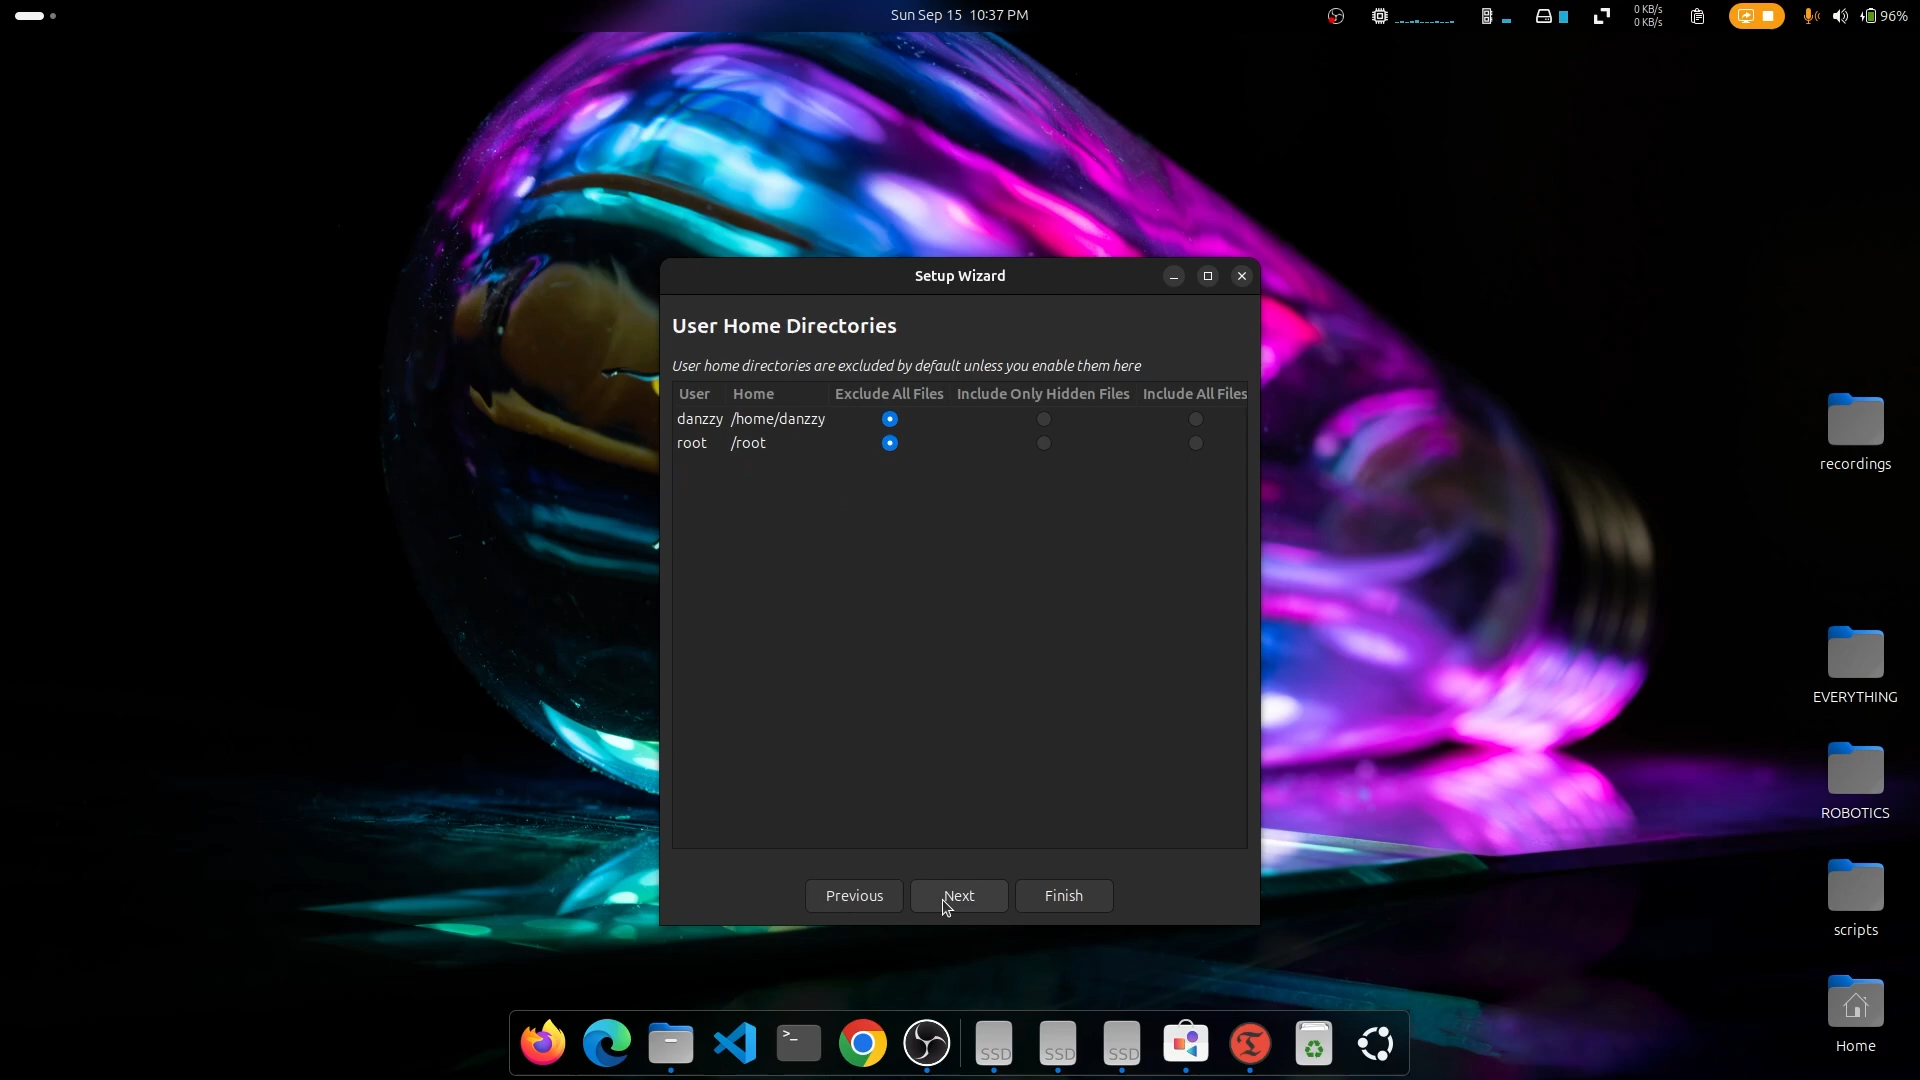 Sun Sep 15 10:37 PM
0 KB/s
0 KB/s
96%
Setup Wizard
User Home Directories
User home directories are excluded by default unless you enable them here
User Home Exclude All Files Include Only Hidden Files Include All Files
danzzy /home/danzzy
root /root
Previous Next Finish
recordings
EVERYTHING
ROBOTICS
scripts
Home
>_
SSD SSD SSD